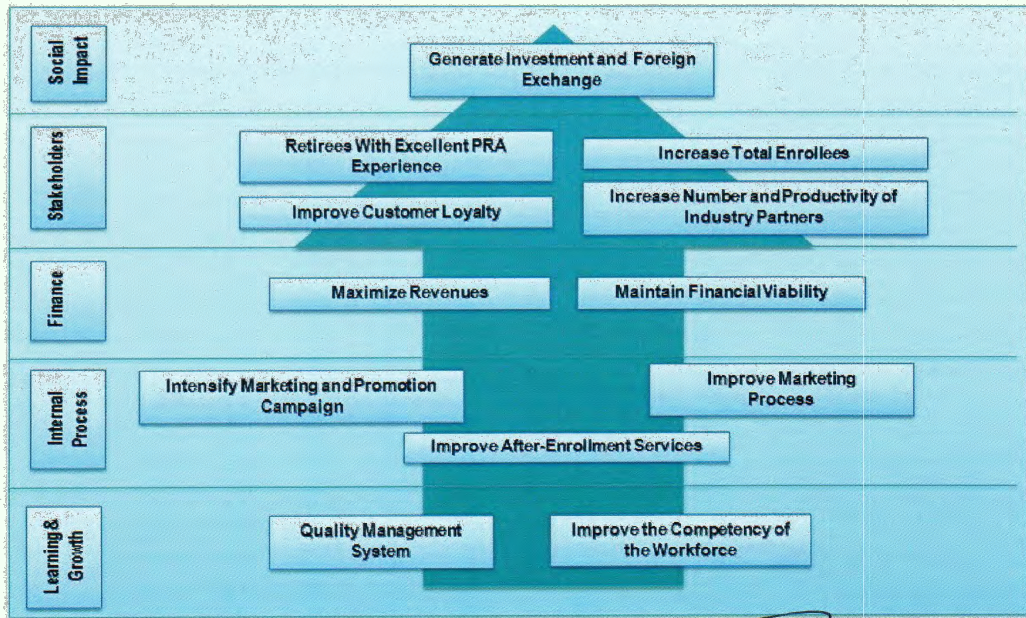 Social
Impact
Generate Investment and Foreign
Exchange
Stakeholders
Retirees With Excellent PRA
Experience
Increase Total Enrollees
Improve Customer Loyalty
Increase Number and Productivity of
Industry Partners
Finance
Maximize Revenues
Maintain Financial Viability
Internal
Process
Intensify Marketing and Promotion
Campaign
Improve Marketing
Process
Improve After-Enrollment Services
Learning &
Growth
Quality Management
System
Improve the Competency of
the Workforce